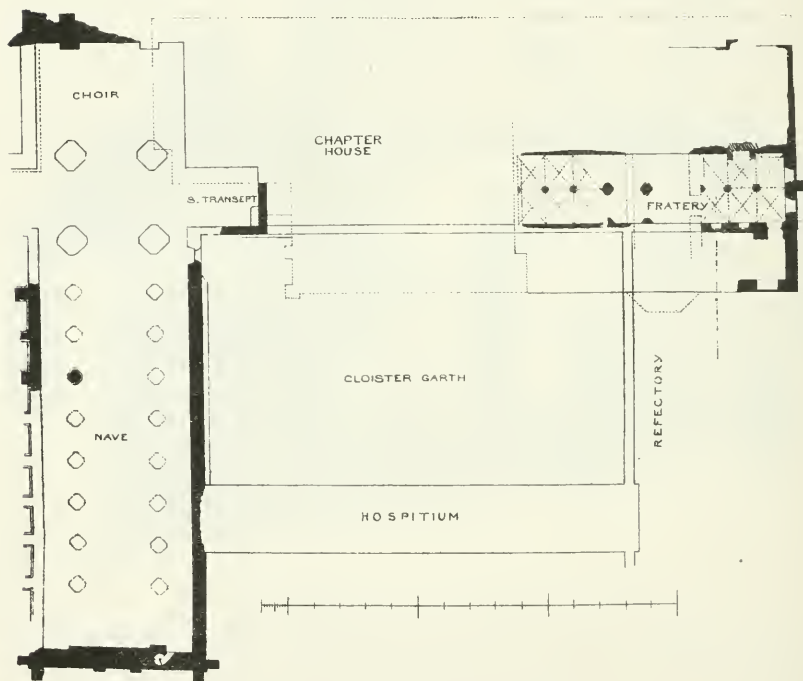 CHOIR
CHAPTER
HOUSE
S. TRANSEPT
FRATERY
CLOISTER GARTH
REFECTORY
NAVE
HOSPITIUM